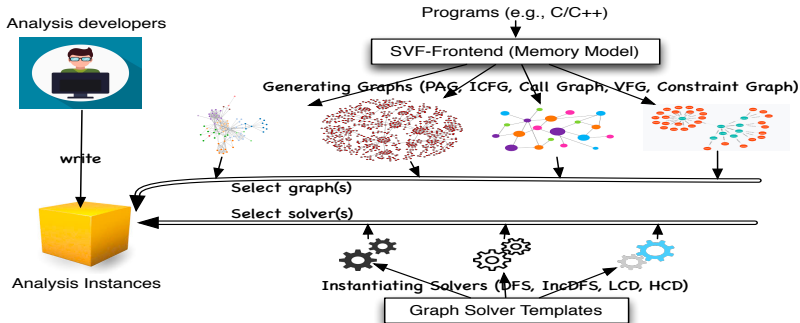 Programs (e.g., C/C++)
Analysis developers
SVF-Frontend (Memory Model)
Generating Graphs (PAG, ICFG, Call Graph, VFG, Constraint Graph)
write
Select graph(s)
Select solver(s)
Analysis Instances
Instantiating Solvers (DFS, IncDFS, LCD, HCD)
Graph Solver Templates